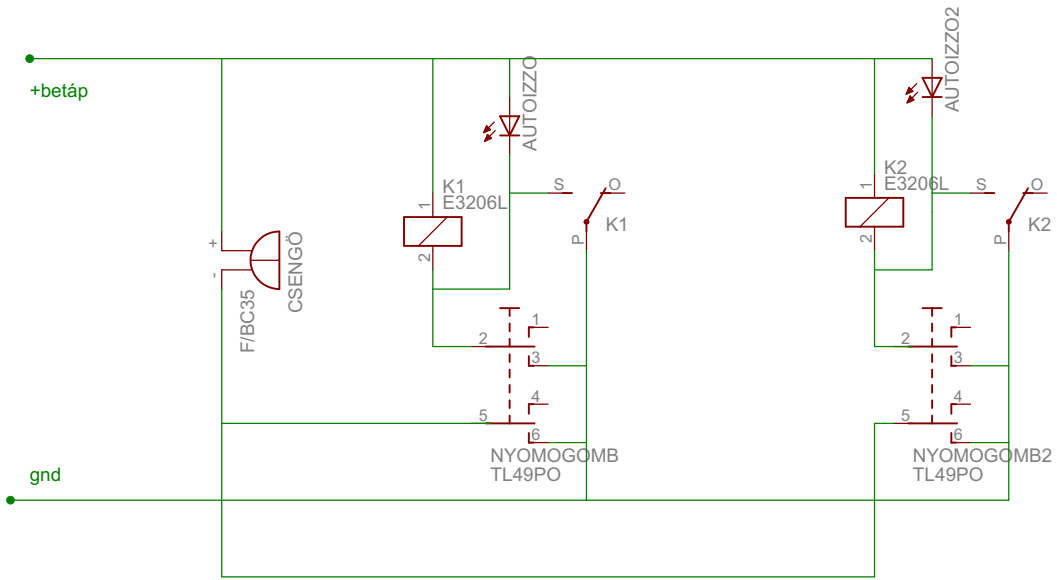 +betáp
AUTOIZZO
AUTOIZZO2
K1
E3206L
1
2
S
O
P
K1
K2
E3206L
1
2
S
O
P
K2
+
-
CSENGÖ
F/BC35
1
2
3
4
5
6
NYOMOGOMB
TL49PO
1
2
3
4
5
6
NYOMOGOMB2
TL49PO
gnd